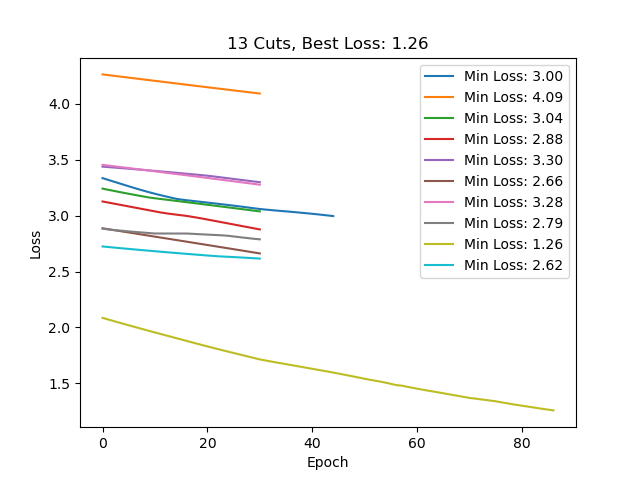 13 Cuts, Best Loss: 1.26
Min Loss: 3.00
Min Loss: 4.09
Min Loss: 3.04
Min Loss: 2.88
Min Loss: 3.30
Min Loss: 2.66
Min Loss: 3.28
Min Loss: 2.79
Min Loss: 1.26
Min Loss: 2.62
Loss
4.0
3.5
3.0
2.5
2.0
1.5
0 20 40 60 80
Epoch